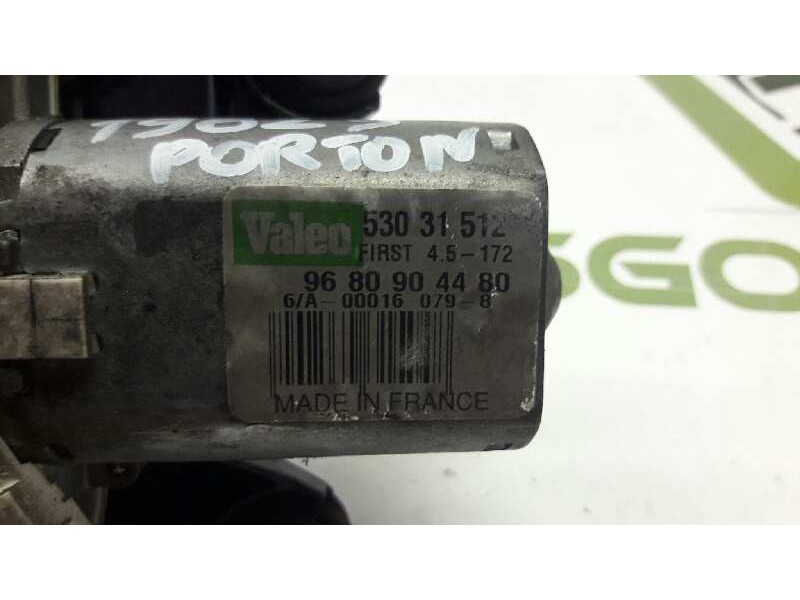 PORTON
Valeo 530 31 512
FIRST 4.5-172
96 80 90 44 80
6/A-00016 079-8
MADE IN FRANCE